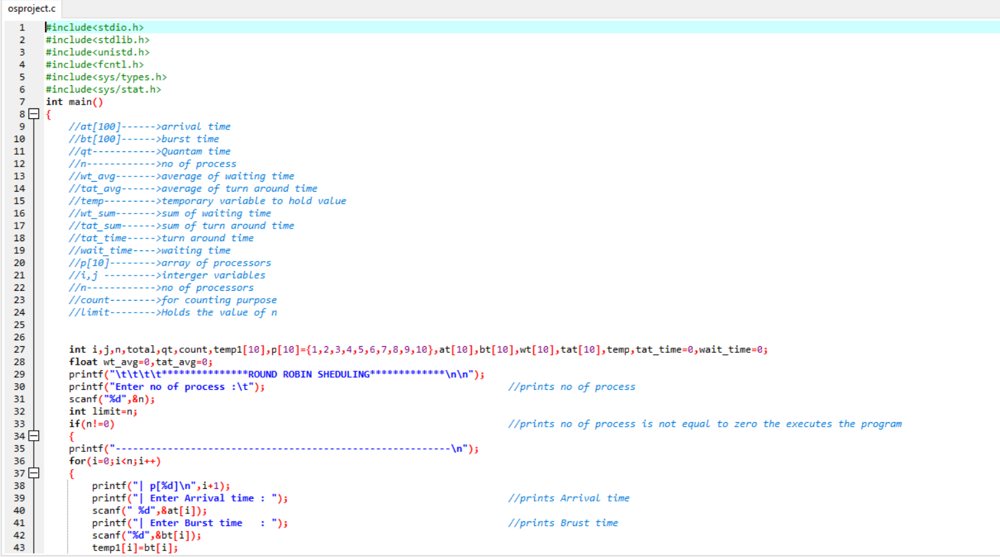 osproject.c
1 #include<stdio.h>
2 #include<stdlib.h>
3 #include<unistd.h>
4 #include<fcntl.h>
5 #include<sys/types.h>
6 #include<sys/stat.h>
7 int main()
8 {
9 //at[100]------>arrival time
10 //bt[100]------>burst time
11 //qt----------->Quantam time
12 //n------------>no of process
13 //wt_avg------->average of waiting time
14 //tat_avg------>average of turn around time
15 //temp--------->temporary variable to hold value
16 //wt_sum------->sum of waiting time
17 //tat_sum------>sum of turn around time
18 //tat_time----->turn around time
19 //wait_time---->waiting time
20 //p[10]-------->array of processors
21 //i,j --------->interger variables
22 //n------------>no of processors
23 //count-------->for counting purpose
24 //limit-------->Holds the value of n
25
26
27 int i,j,n,total,qt,count,temp1[10],p[10]={1,2,3,4,5,6,7,8,9,10},at[10],bt[10],wt[10],tat[10],temp,tat_time=0,wait_time=0;
28 float wt_avg=0,tat_avg=0;
29 printf("\t\t\t\t***************ROUND ROBIN SHEDULING*************\n\n");
30 printf("Enter no of process :\t"); //prints no of process
31 scanf("%d",&n);
32 int limit=n;
33 if(n!=0) //prints no of process is not equal to zero the executes the program
34 {
35 printf("----------------------------------------------------------\n");
36 for(i=0;i<n;i++)
37 {
38 printf("| p[%d]\n",i+1);
39 printf("| Enter Arrival time : "); //prints Arrival time
40 scanf(" %d",&at[i]);
41 printf("| Enter Burst time   : "); //prints Brust time
42 scanf("%d",&bt[i]);
43 temp1[i]=bt[i];